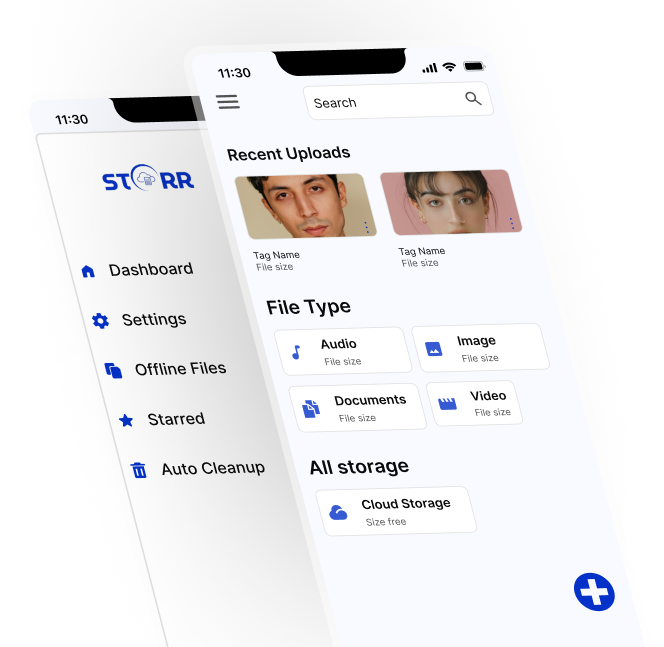 11:30
STORR
Dashboard
Settings
Offline Files
Starred
Auto Cleanup
11:30
Search
Recent Uploads
Tag Name
File size
Tag Name
File size
File Type
Audio
File size
Image
File size
Documents
File size
Video
File size
All storage
Cloud Storage
Size free